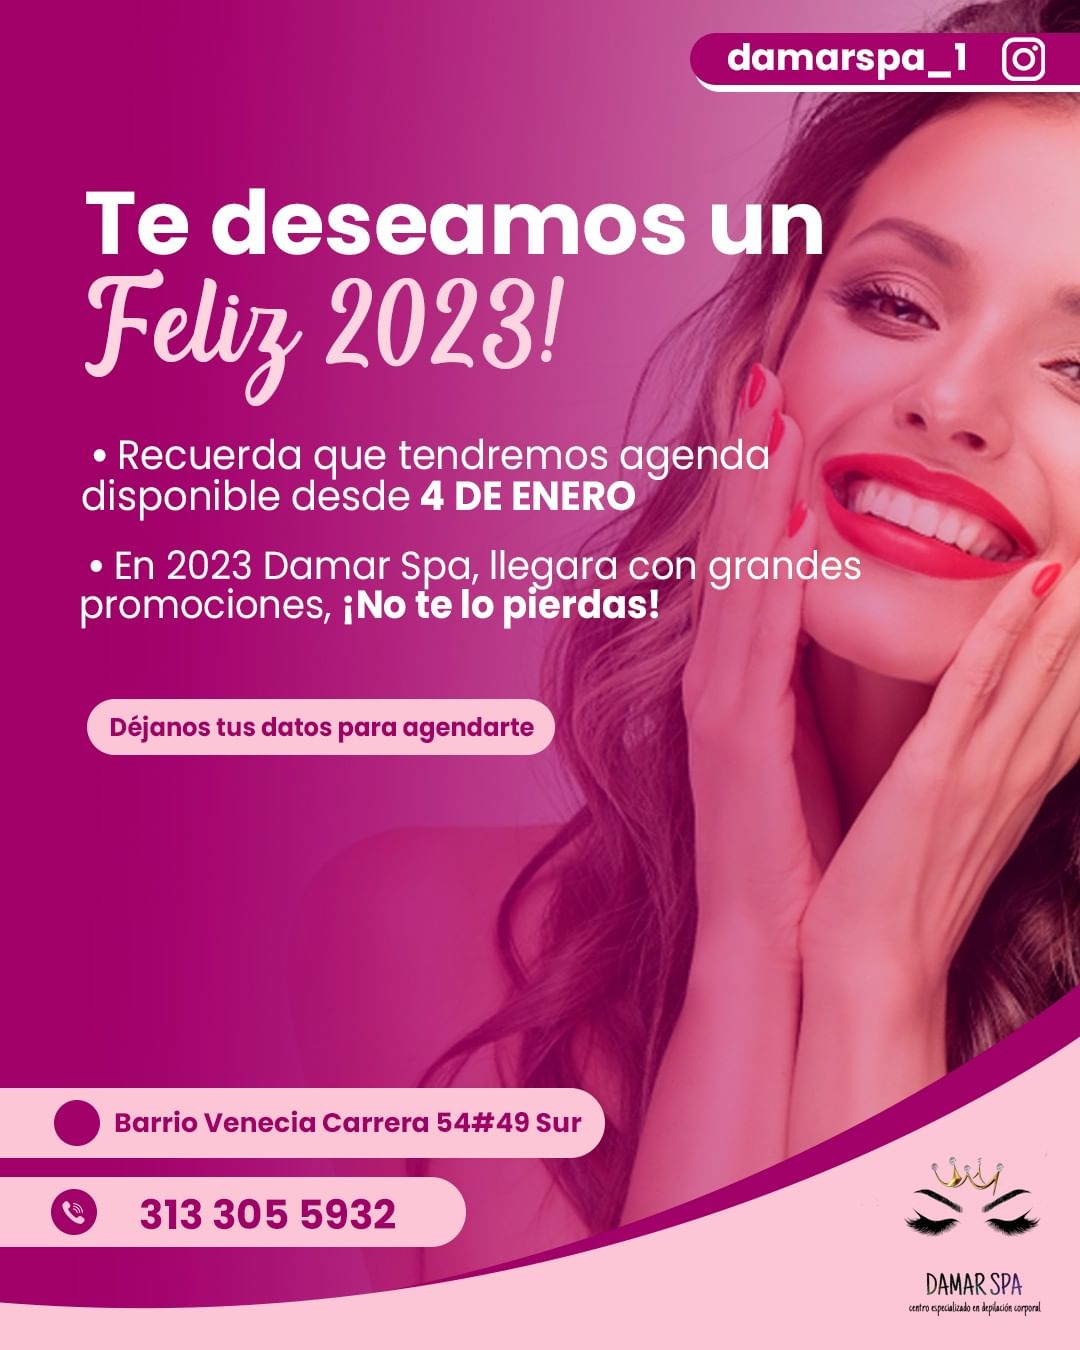 damarspa_1
Te deseamos un
Feliz 2023!
• Recuerda que tendremos agenda
disponible desde 4 DE ENERO
• En 2023 Damar Spa, llegara con grandes
promociones, ¡No te lo pierdas!
Déjanos tus datos para agendarte
Barrio Venecia Carrera 54#49 Sur
313 305 5932
DAMAR SPA
centro especializado en depilación corporal